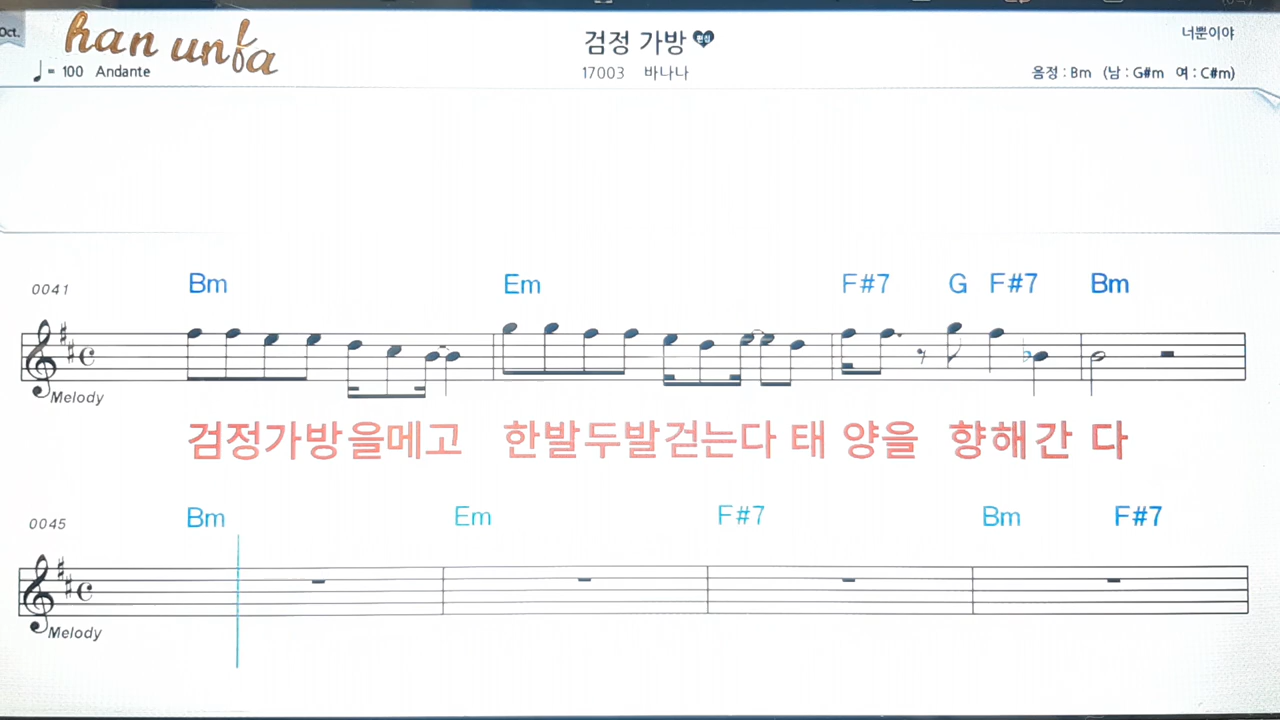 Oct.
han unfa
검정 가방
편심
너뿐이야
♩= 100 Andante
17003 바나나
음정 : Bm (남 : G#m 여 : C#m)
0041 Bm Em F#7 G F#7 Bm
Melody
검정가방을메고 한발두발걷는다 태 양을 향해간 다
0045 Bm Em F#7 Bm F#7
Melody